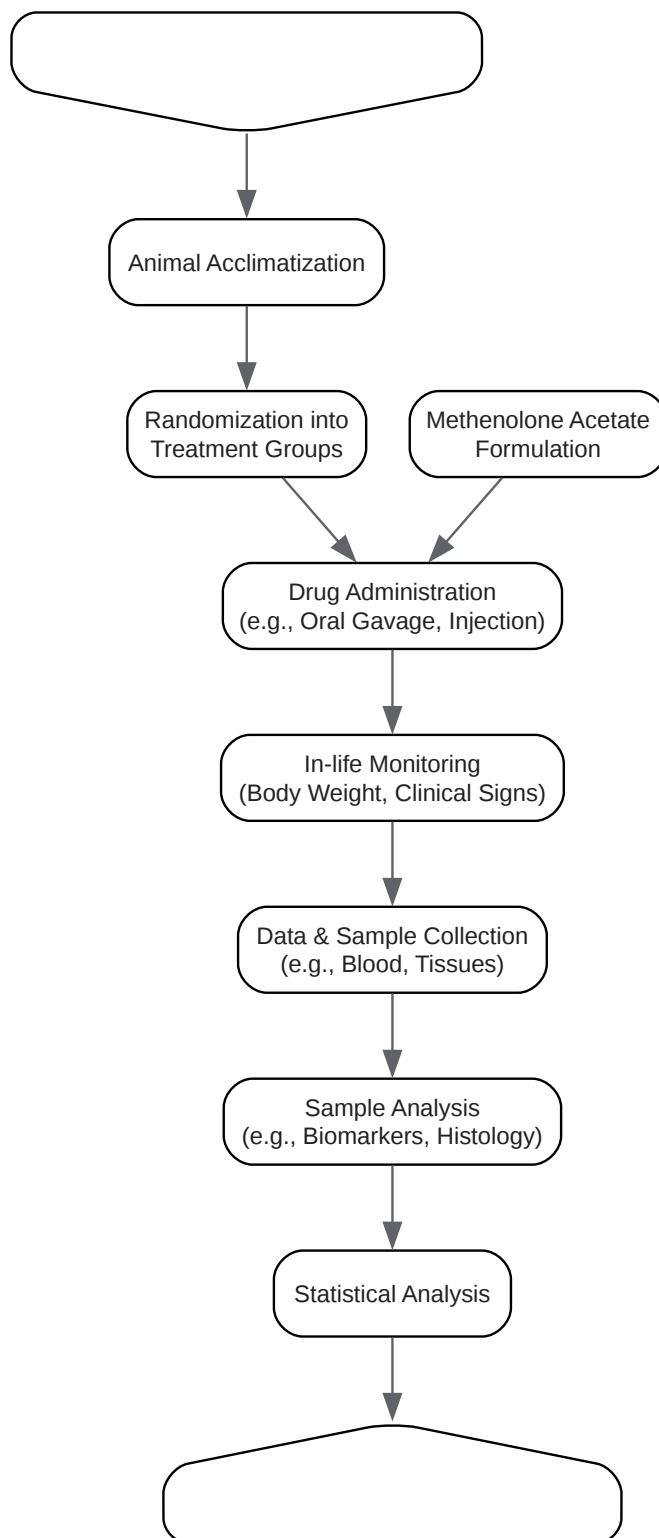 Animal Acclimatization
Randomization into
Treatment Groups
Methenolone Acetate
Formulation
Drug Administration
(e.g., Oral Gavage, Injection)
In-life Monitoring
(Body Weight, Clinical Signs)
Data & Sample Collection
(e.g., Blood, Tissues)
Sample Analysis
(e.g., Biomarkers, Histology)
Statistical Analysis